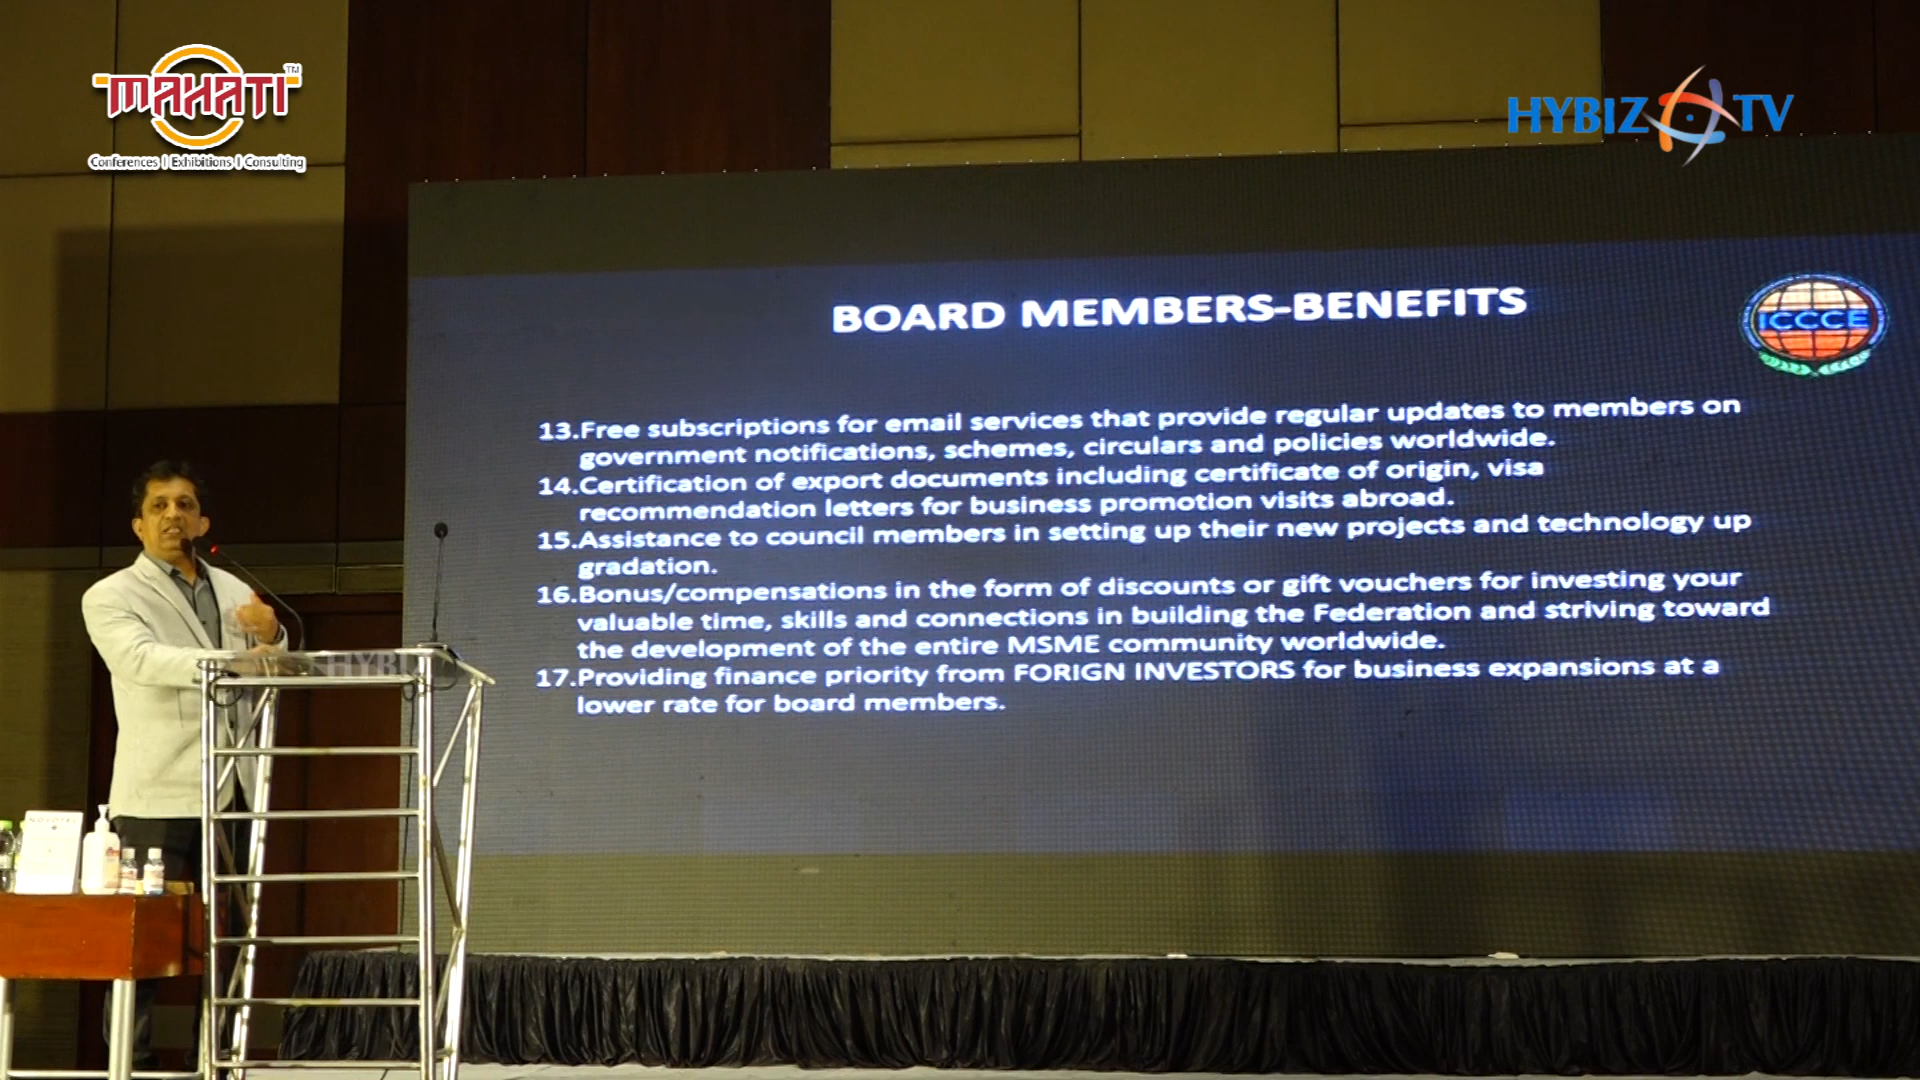 MAHATI
TM
Conferences | Exhibitions | Consulting
HYBIZ TV
BOARD MEMBERS-BENEFITS
ICCCE
13.Free subscriptions for email services that provide regular updates to members on
government notifications, schemes, circulars and policies worldwide.
14.Certification of export documents including certificate of origin, visa
recommendation letters for business promotion visits abroad.
15.Assistance to council members in setting up their new projects and technology up
gradation.
16.Bonus/compensations in the form of discounts or gift vouchers for investing your
valuable time, skills and connections in building the Federation and striving toward
the development of the entire MSME community worldwide.
17.Providing finance priority from FORIGN INVESTORS for business expansions at a
lower rate for board members.
HYBI
NOVOTEL